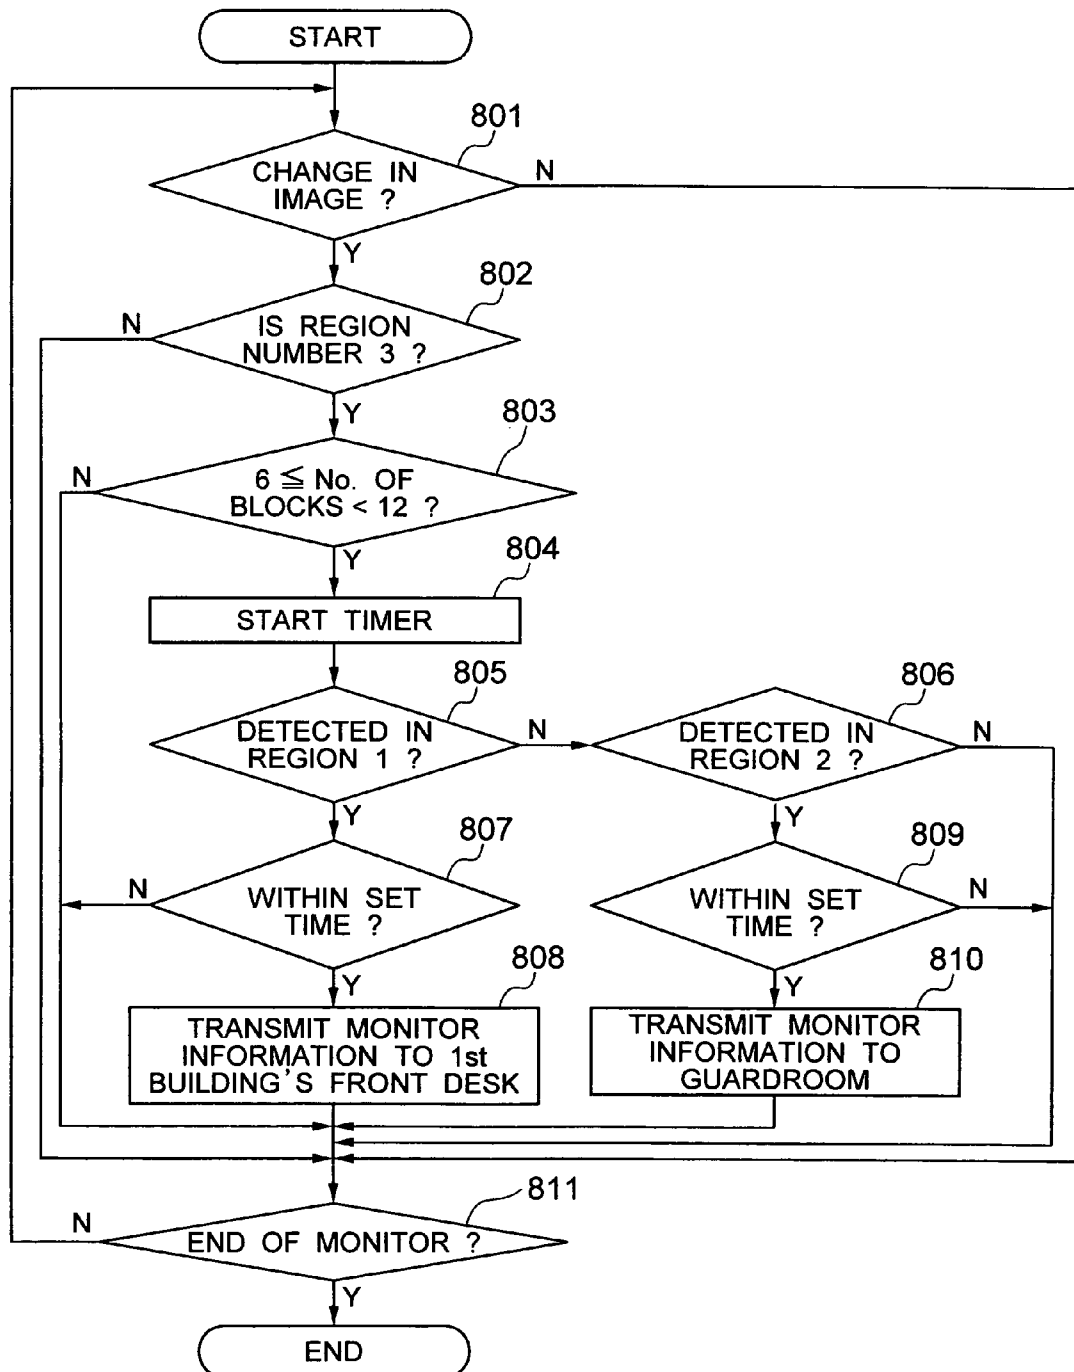 START
801
CHANGE IN
IMAGE ?
N
Y
802
IS REGION
NUMBER 3 ?
N
Y
803
6 ≦ No. OF
BLOCKS < 12 ?
N
Y
804
START TIMER
805
DETECTED IN
REGION 1 ?
N
Y
806
DETECTED IN
REGION 2 ?
N
Y
807
WITHIN SET
TIME ?
N
Y
809
WITHIN SET
TIME ?
N
Y
808
TRANSMIT MONITOR
INFORMATION TO 1st
BUILDING'S FRONT DESK
810
TRANSMIT MONITOR
INFORMATION TO
GUARDROOM
811
END OF MONITOR ?
N
Y
END